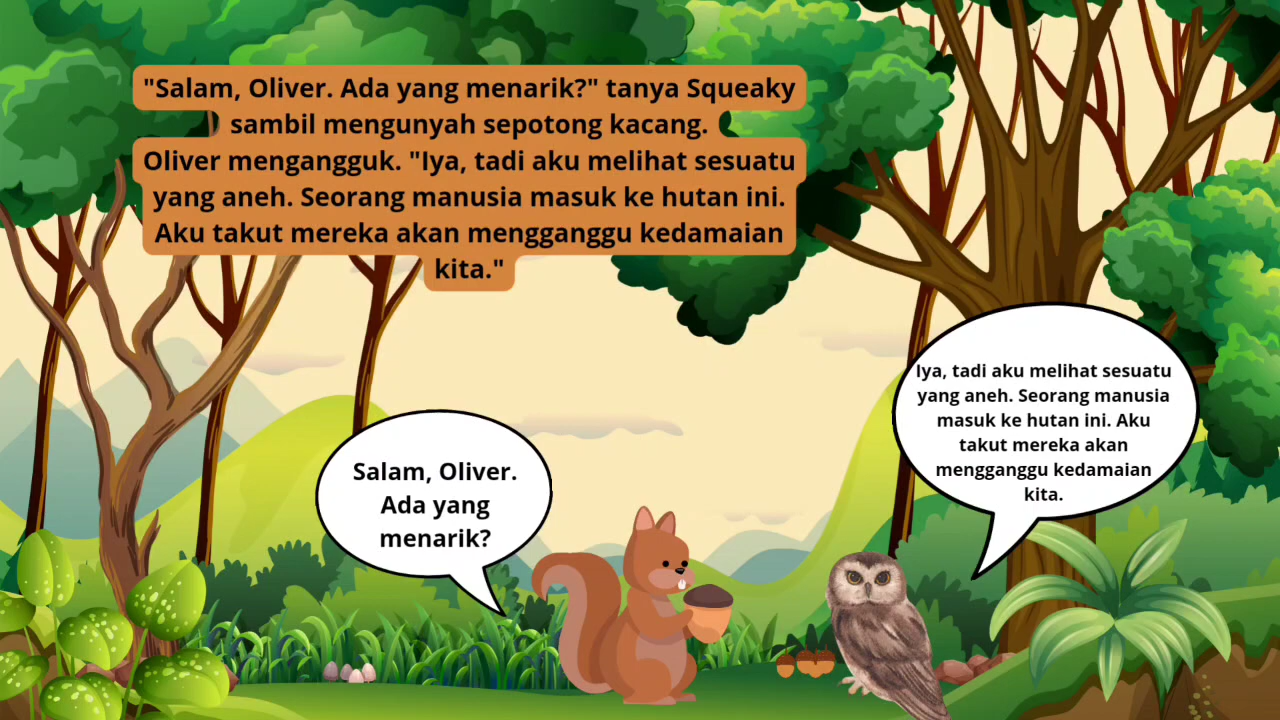 "Salam, Oliver. Ada yang menarik?" tanya Squeaky
sambil mengunyah sepotong kacang.
Oliver mengangguk. "Iya, tadi aku melihat sesuatu
yang aneh. Seorang manusia masuk ke hutan ini.
Aku takut mereka akan mengganggu kedamaian
kita."
Salam, Oliver.
Ada yang
menarik?
Iya, tadi aku melihat sesuatu
yang aneh. Seorang manusia
masuk ke hutan ini. Aku
takut mereka akan
mengganggu kedamaian
kita.